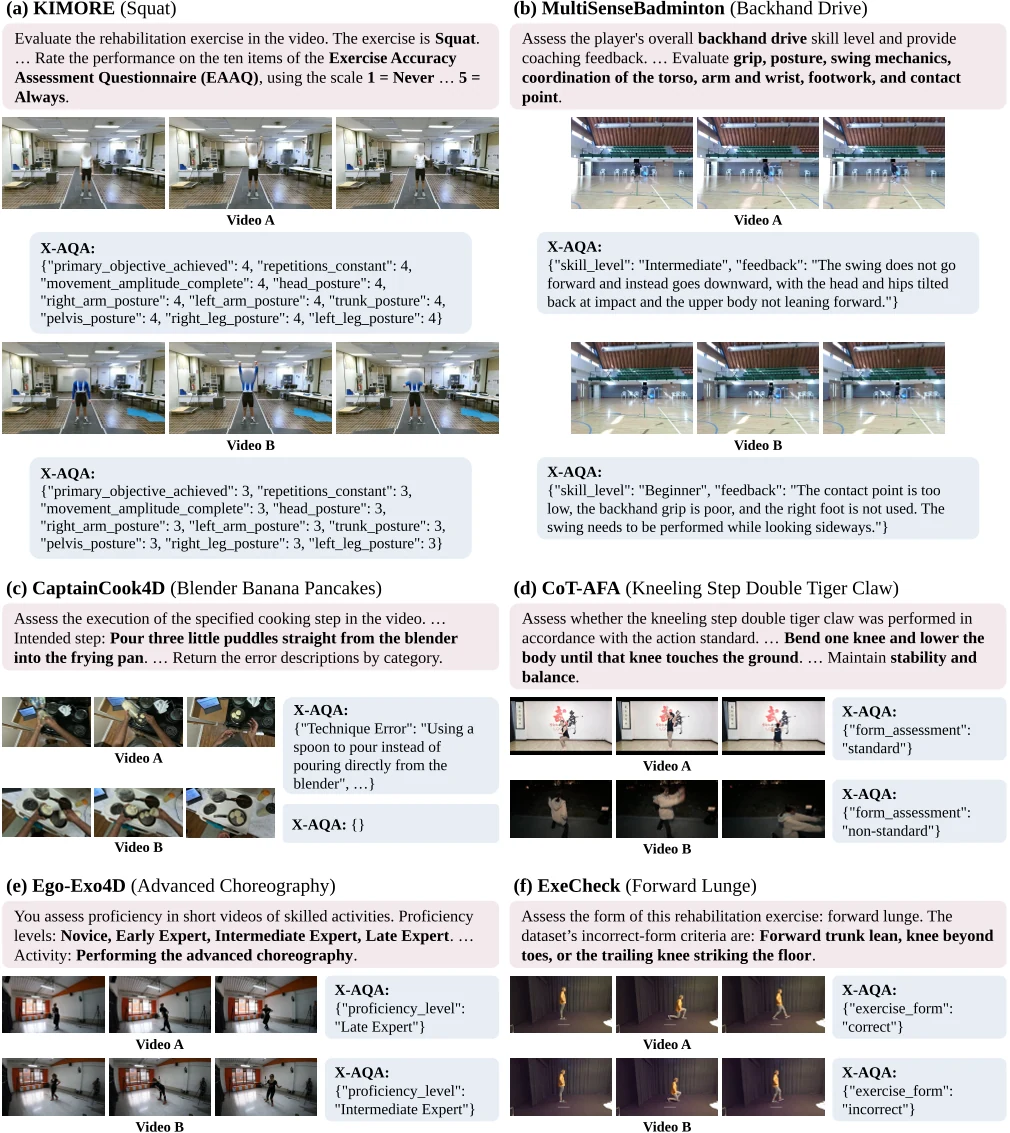 (a) KIMORE (Squat)
Evaluate the rehabilitation exercise in the video. The exercise is Squat.
… Rate the performance on the ten items of the Exercise Accuracy
Assessment Questionnaire (EAAQ), using the scale 1 = Never … 5 =
Always.
Video A
X-AQA:
{"primary_objective_achieved": 4, "repetitions_constant": 4,
"movement_amplitude_complete": 4, "head_posture": 4,
"right_arm_posture": 4, "left_arm_posture": 4, "trunk_posture": 4,
"pelvis_posture": 4, "right_leg_posture": 4, "left_leg_posture": 4}
Video B
X-AQA:
{"primary_objective_achieved": 3, "repetitions_constant": 3,
"movement_amplitude_complete": 3, "head_posture": 3,
"right_arm_posture": 3, "left_arm_posture": 3, "trunk_posture": 3,
"pelvis_posture": 3, "right_leg_posture": 3, "left_leg_posture": 3}
(b) MultiSenseBadminton (Backhand Drive)
Assess the player's overall backhand drive skill level and provide
coaching feedback. … Evaluate grip, posture, swing mechanics,
coordination of the torso, arm and wrist, footwork, and contact
point.
Video A
X-AQA:
{"skill_level": "Intermediate", "feedback": "The swing does not go
forward and instead goes downward, with the head and hips tilted
back at impact and the upper body not leaning forward."}
Video B
X-AQA:
{"skill_level": "Beginner", "feedback": "The contact point is too
low, the backhand grip is poor, and the right foot is not used. The
swing needs to be performed while looking sideways."}
(c) CaptainCook4D (Blender Banana Pancakes)
Assess the execution of the specified cooking step in the video. …
Intended step: Pour three little puddles straight from the blender
into the frying pan. … Return the error descriptions by category.
Video A
X-AQA:
{"Technique Error": "Using a
spoon to pour instead of
pouring directly from the
blender", …}
Video B
X-AQA: {}
(d) CoT-AFA (Kneeling Step Double Tiger Claw)
Assess whether the kneeling step double tiger claw was performed in
accordance with the action standard. … Bend one knee and lower the
body until that knee touches the ground. … Maintain stability and
balance.
Video A
X-AQA:
{"form_assessment":
"standard"}
Video B
X-AQA:
{"form_assessment":
"non-standard"}
(e) Ego-Exo4D (Advanced Choreography)
You assess proficiency in short videos of skilled activities. Proficiency
levels: Novice, Early Expert, Intermediate Expert, Late Expert. …
Activity: Performing the advanced choreography.
Video A
X-AQA:
{"proficiency_level":
"Late Expert"}
Video B
X-AQA:
{"proficiency_level":
"Intermediate Expert"}
(f) ExeCheck (Forward Lunge)
Assess the form of this rehabilitation exercise: forward lunge. The
dataset’s incorrect-form criteria are: Forward trunk lean, knee beyond
toes, or the trailing knee striking the floor.
Video A
X-AQA:
{"exercise_form":
"correct"}
Video B
X-AQA:
{"exercise_form":
"incorrect"}